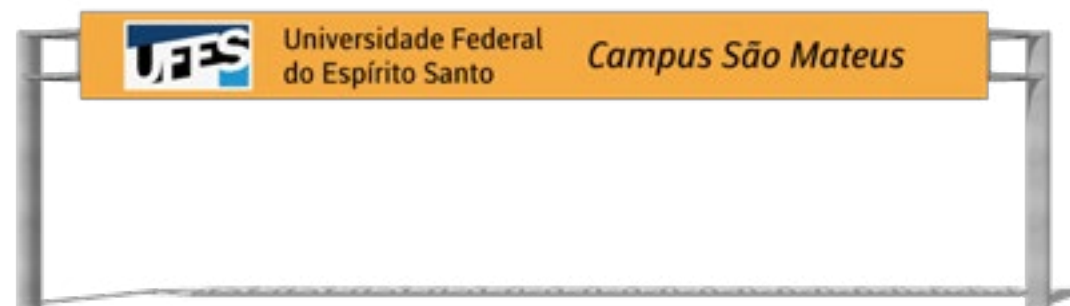 UFES
Universidade Federal
do Espírito Santo
Campus São Mateus